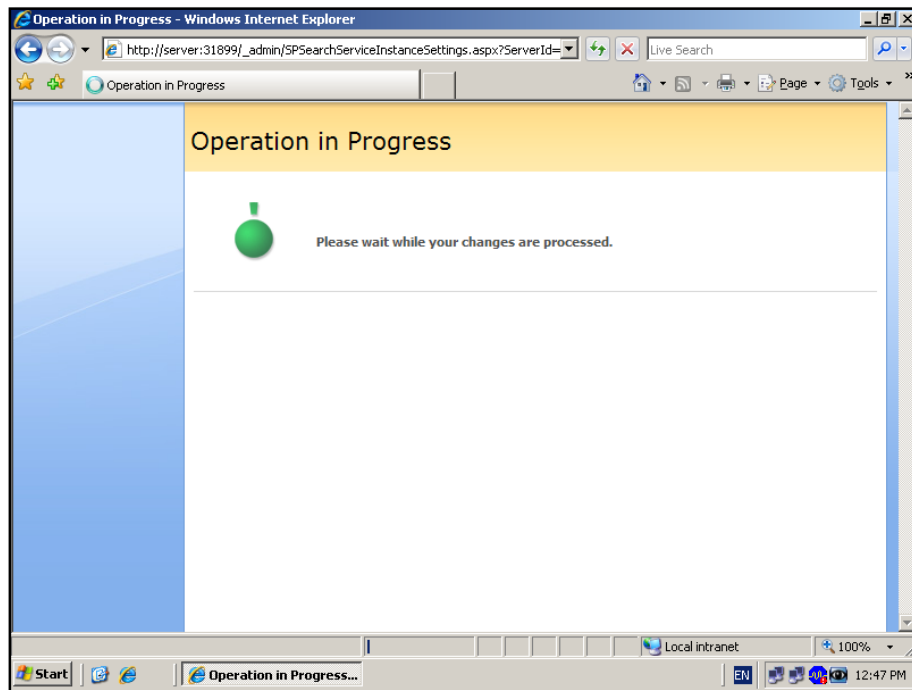 Operation in Progress - Windows Internet Explorer
http://server:31899/_admin/SPSearchServiceInstanceSettings.aspx?ServerId=
Live Search
Operation in Progress
Page
Tools
Operation in Progress
Please wait while your changes are processed.
Local intranet
100%
Start
Operation in Progress...
EN
12:47 PM